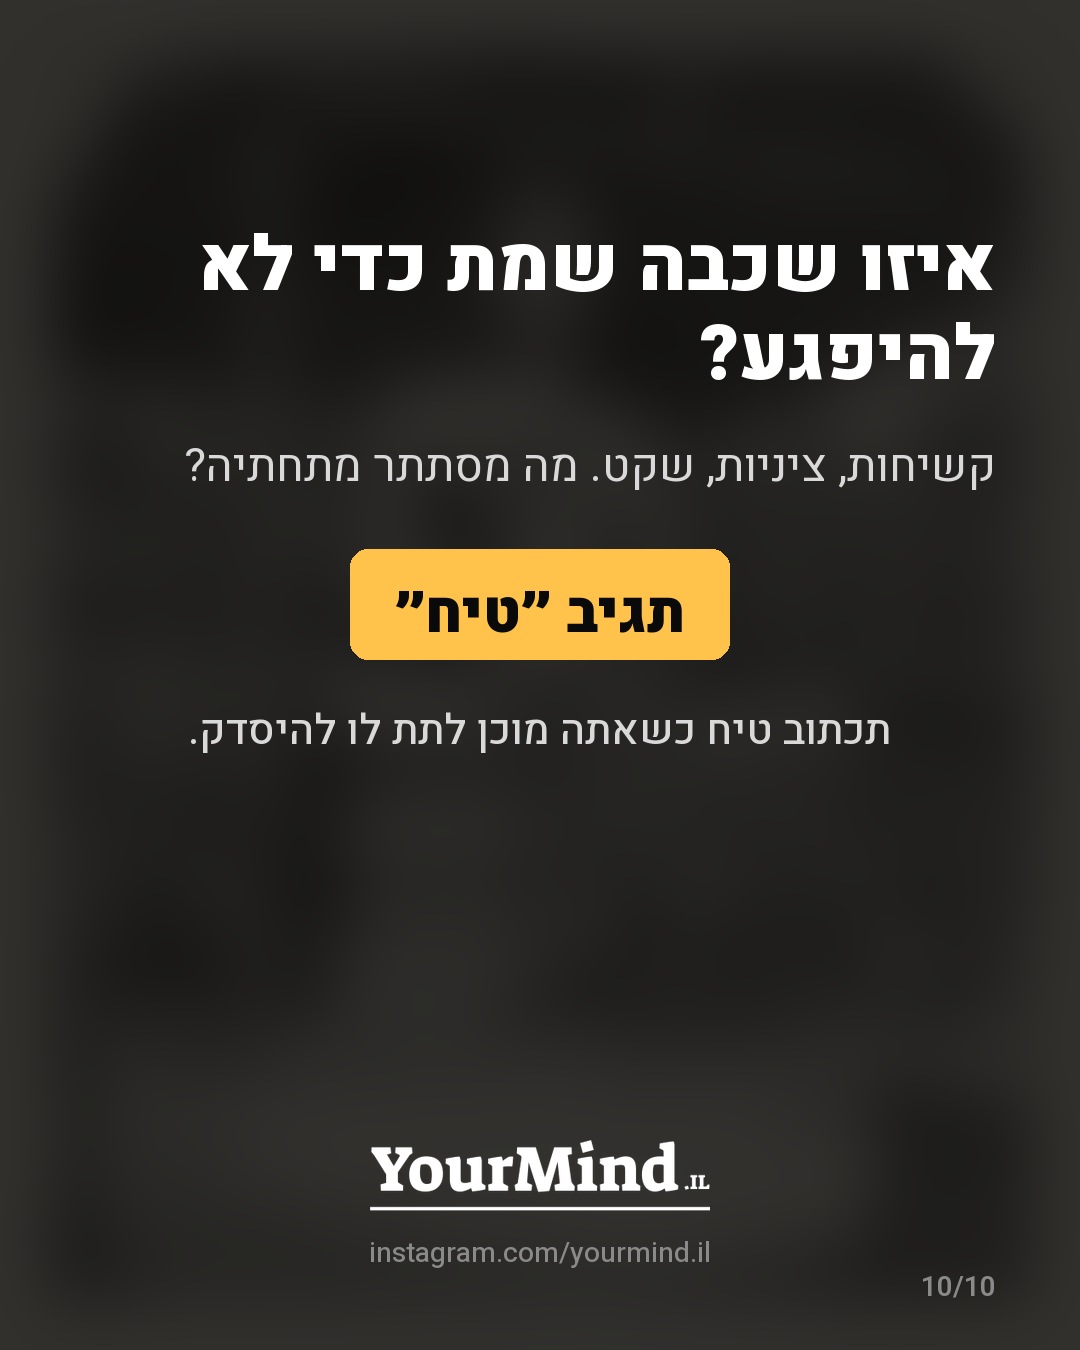 איזו שכבה שמת כדי לא
להיפגע?
קשיחות, ציניות, שקט. מה מסתתר מתחתיה?
תגיב ״טיח״
תכתוב טיח כשאתה מוכן לתת לו להיסדק.
YourMind.IL
instagram.com/yourmind.il
10/10